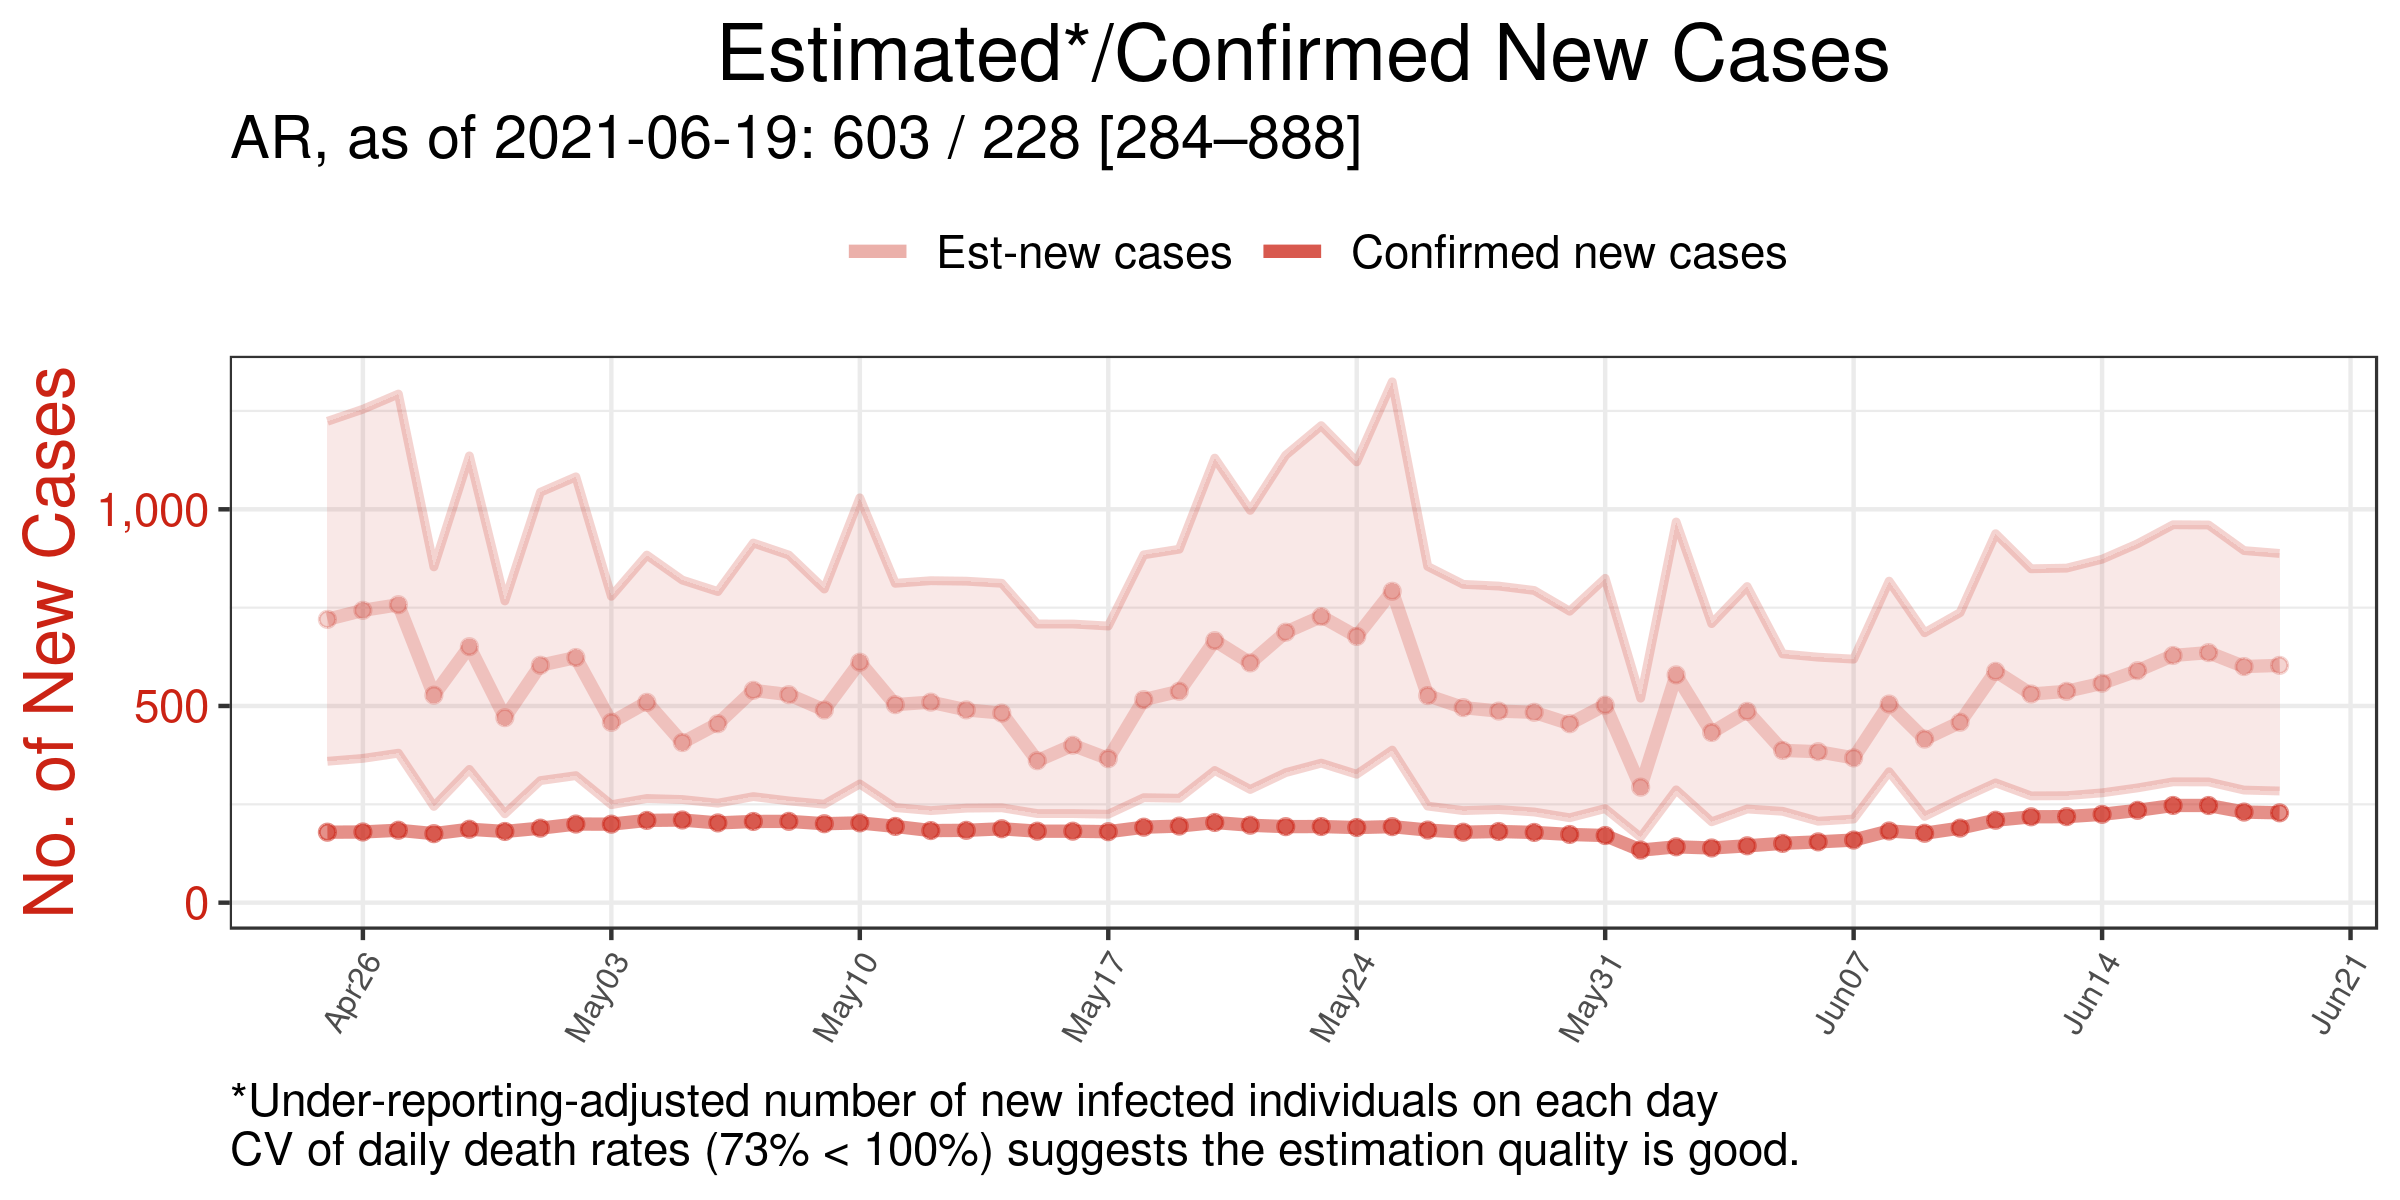 Estimated*/Confirmed New Cases
AR, as of 2021-06-19: 603 / 228 [284–888]
Est-new cases
Confirmed new cases
No. of New Cases
1,000
500
0
Apr26
May03
May10
May17
May24
May31
Jun07
Jun14
Jun21
*Under-reporting-adjusted number of new infected individuals on each day
CV of daily death rates (73% < 100%) suggests the estimation quality is good.